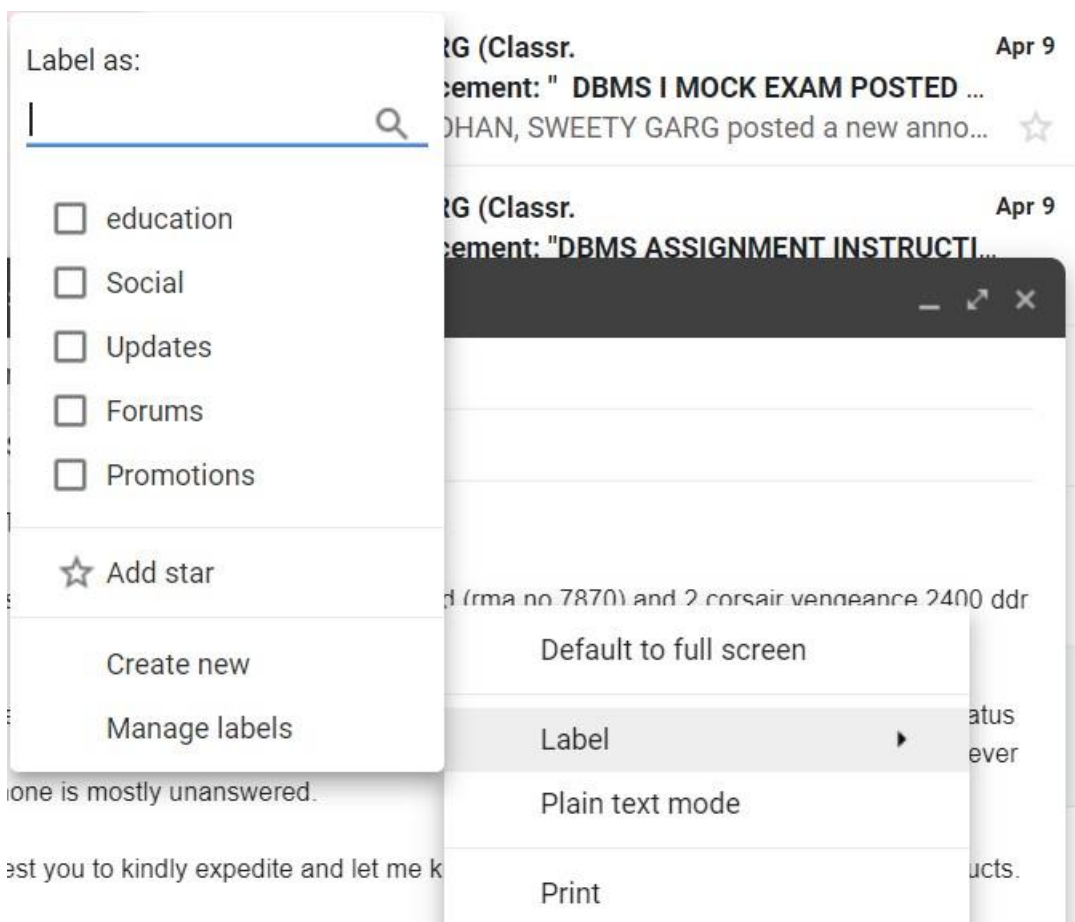 Label as:
education
Social
Updates
Forums
Promotions
Add star
Create new
Manage labels
RG (Classr.
Apr 9
cement: " DBMS I MOCK EXAM POSTED ...
OHAN, SWEETY GARG posted a new anno...
RG (Classr.
Apr 9
cement: "DBMS ASSIGNMENT INSTRUCTI...
d (rma no 7870) and 2 corsair vengeance 2400 ddr
Default to full screen
Label
Plain text mode
Print
atus
ever
one is mostly unanswered.
est you to kindly expedite and let me k
ucts.